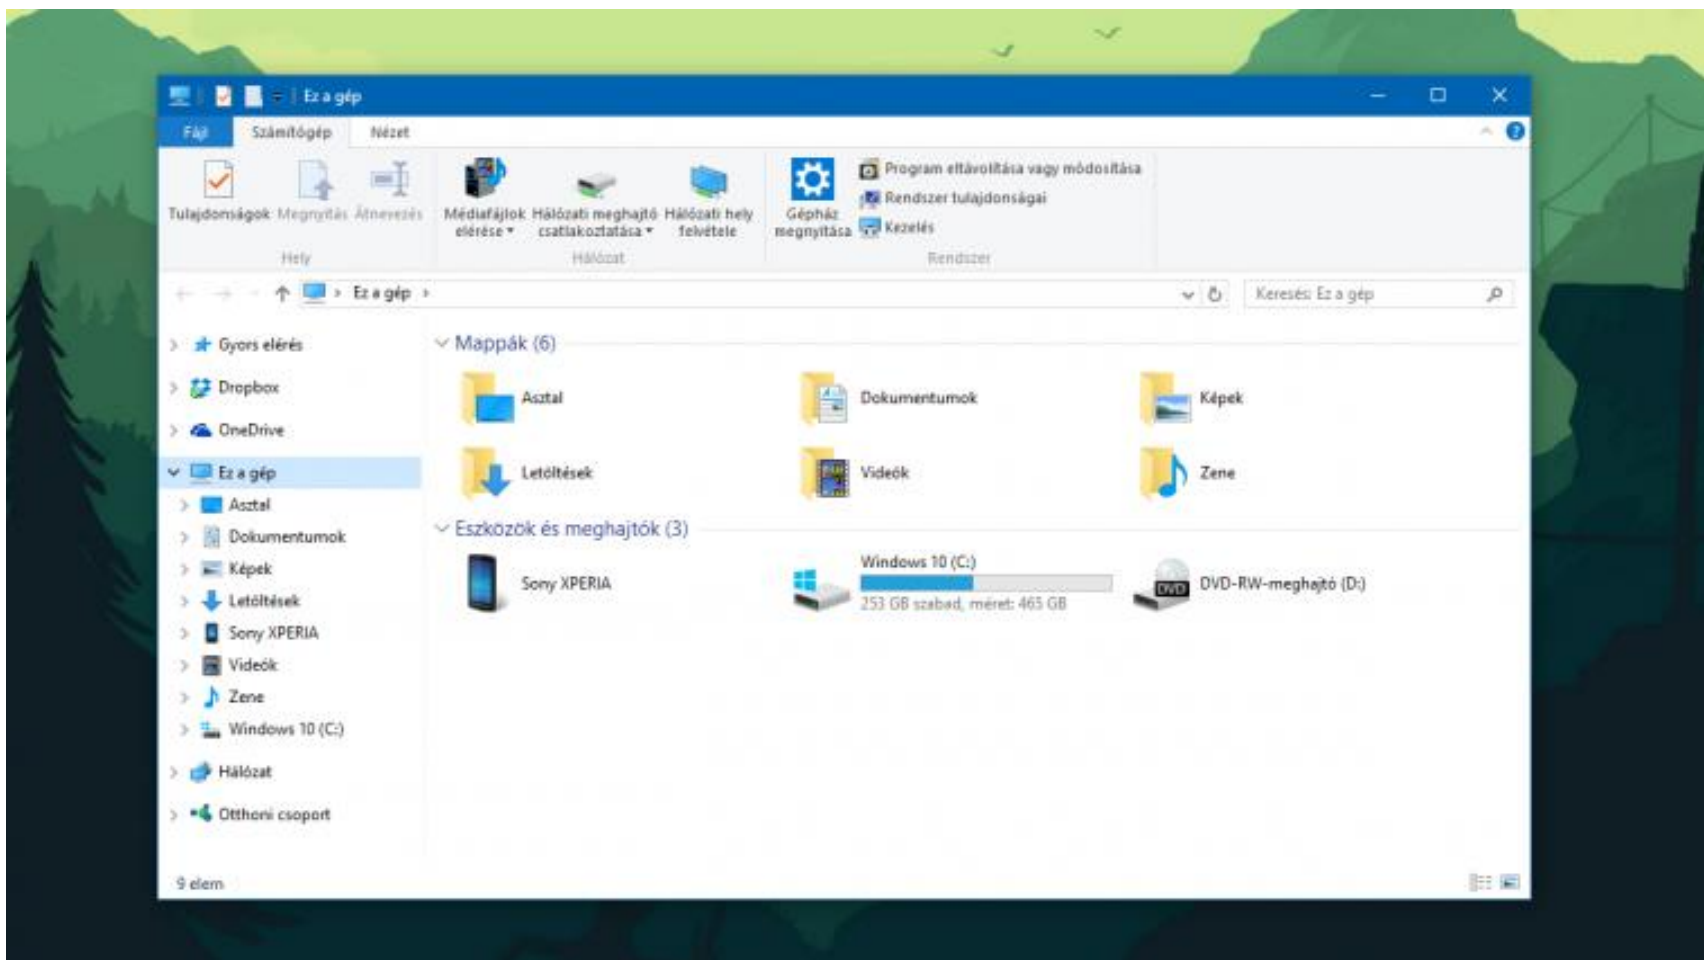 Ez a gép
Fájl Számítógép Nézet
Tulajdonságok Megnyitás Átnevezés
Médiafájlok elérése
Hálózati meghajtó csatlakoztatása
Hálózati hely felvétele
Gépház megnyitása
Program eltávolítása vagy módosítása
Rendszer tulajdonságai
Kezelés
Hely Hálózat Rendszer
Ez a gép
Keresés: Ez a gép
Gyors elérés
Dropbox
OneDrive
Ez a gép
Asztal
Dokumentumok
Képek
Letöltések
Sony XPERIA
Videók
Zene
Windows 10 (C:)
Hálózat
Otthoni csoport
Mappák (6)
Asztal
Dokumentumok
Képek
Letöltések
Videók
Zene
Eszközök és meghajtók (3)
Sony XPERIA
Windows 10 (C:)
253 GB szabad, méret: 465 GB
DVD
DVD-RW-meghajtó (D:)
9 elem